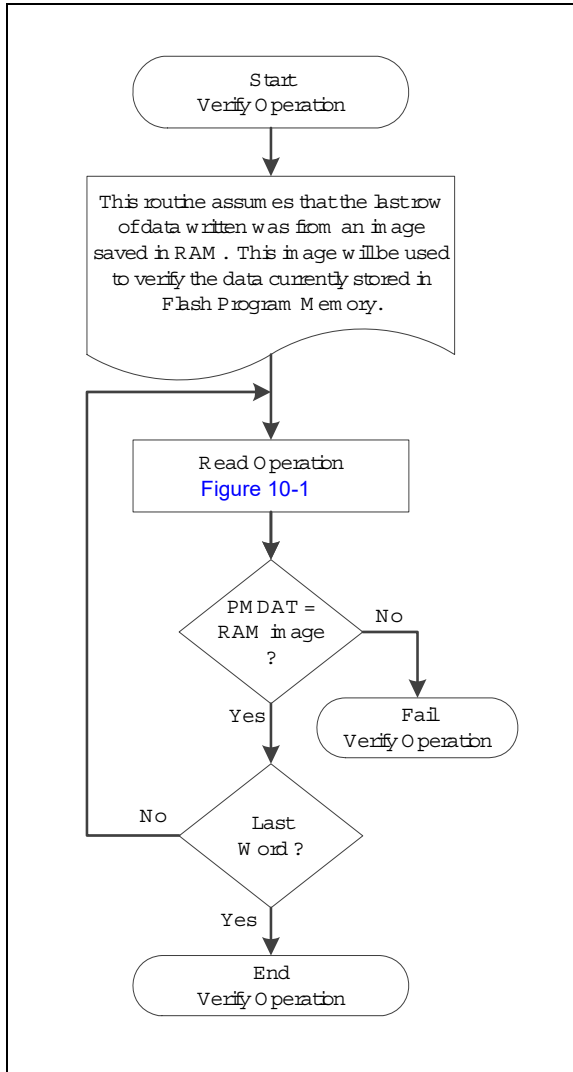 Start
Verify Operation
This routine assumes that the last row
of data written was from an image
saved in RAM. This image will be used
to verify the data currently stored in
Flash Program Memory.
Read Operation
Figure 10-1
PMDAT =
RAM image
?
No
Fail
Verify Operation
Yes
Last
Word ?
No
Yes
End
Verify Operation